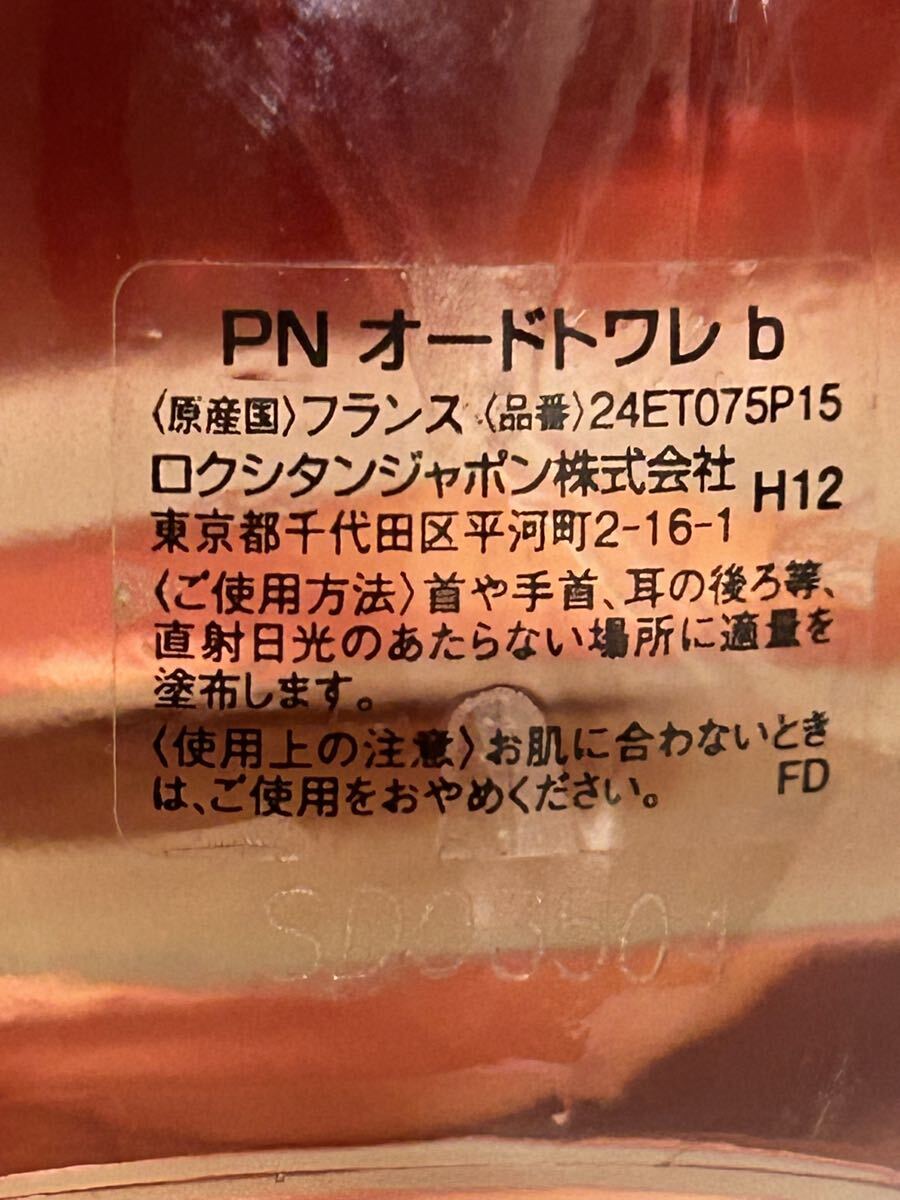 PN オードトワレ b
〈原産国〉フランス 〈品番〉24ET075P15
ロクシタンジャポン株式会社 H12
東京都千代田区平河町2-16-1
〈ご使用方法〉首や手首、耳の後ろ等、
直射日光のあたらない場所に適量を
塗布します。
〈使用上の注意〉お肌に合わないとき
は、ご使用をおやめください。 FD